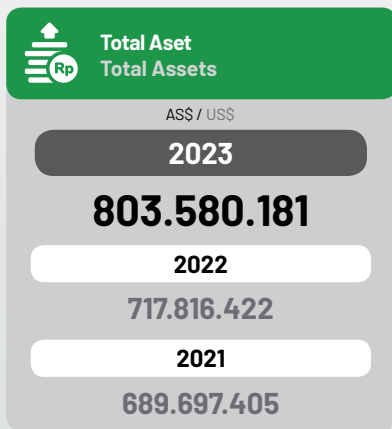 Rp
Total Aset
Total Assets
AS$ / US$
2023
803.580.181
2022
717.816.422
2021
689.697.405